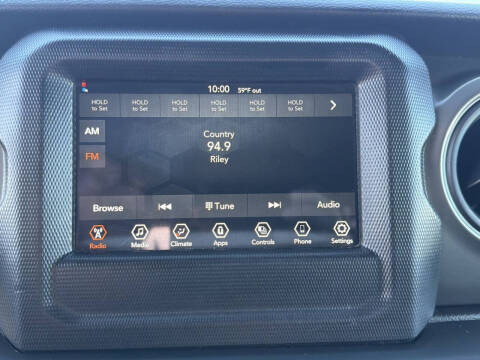 10:00 59°F out
HOLD to Set HOLD to Set HOLD to Set HOLD to Set HOLD to Set HOLD to Set
AM
FM
Country
94.9
Riley
Browse Tune Audio
Radio Media Climate Apps Controls Phone Settings